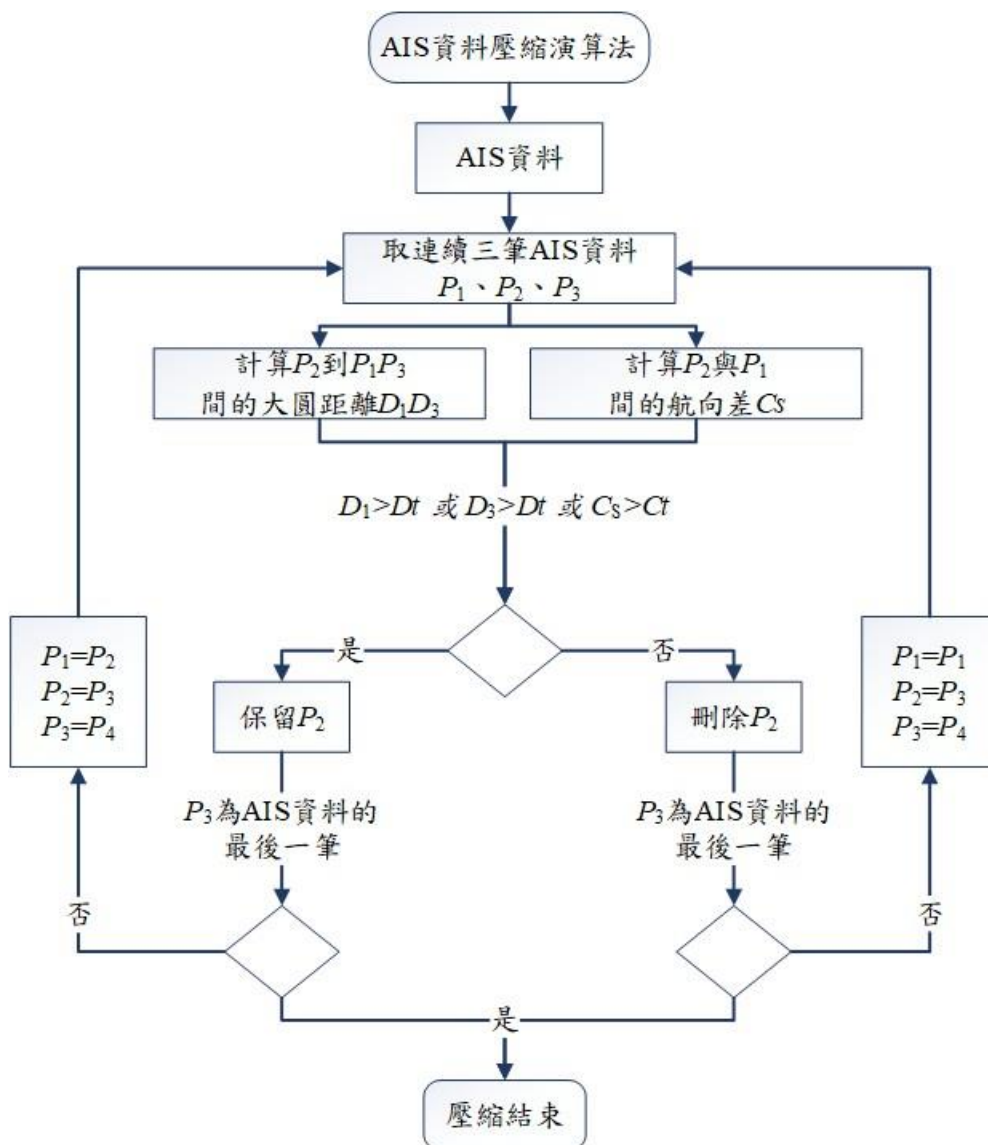 AIS資料壓縮演算法
AIS資料
取連續三筆AIS資料
P₁、P₂、P₃
計算P₂到P₁P₃
間的大圓距離D₁D₃
計算P₂與P₁
間的航向差Cs
D₁>Dt 或 D₃>Dt 或 C_S>Ct
是
否
P₁=P₂
P₂=P₃
P₃=P₄
保留P₂
刪除P₂
P₁=P₁
P₂=P₃
P₃=P₄
P₃為AIS資料的
最後一筆
P₃為AIS資料的
最後一筆
否
否
是
壓縮結束